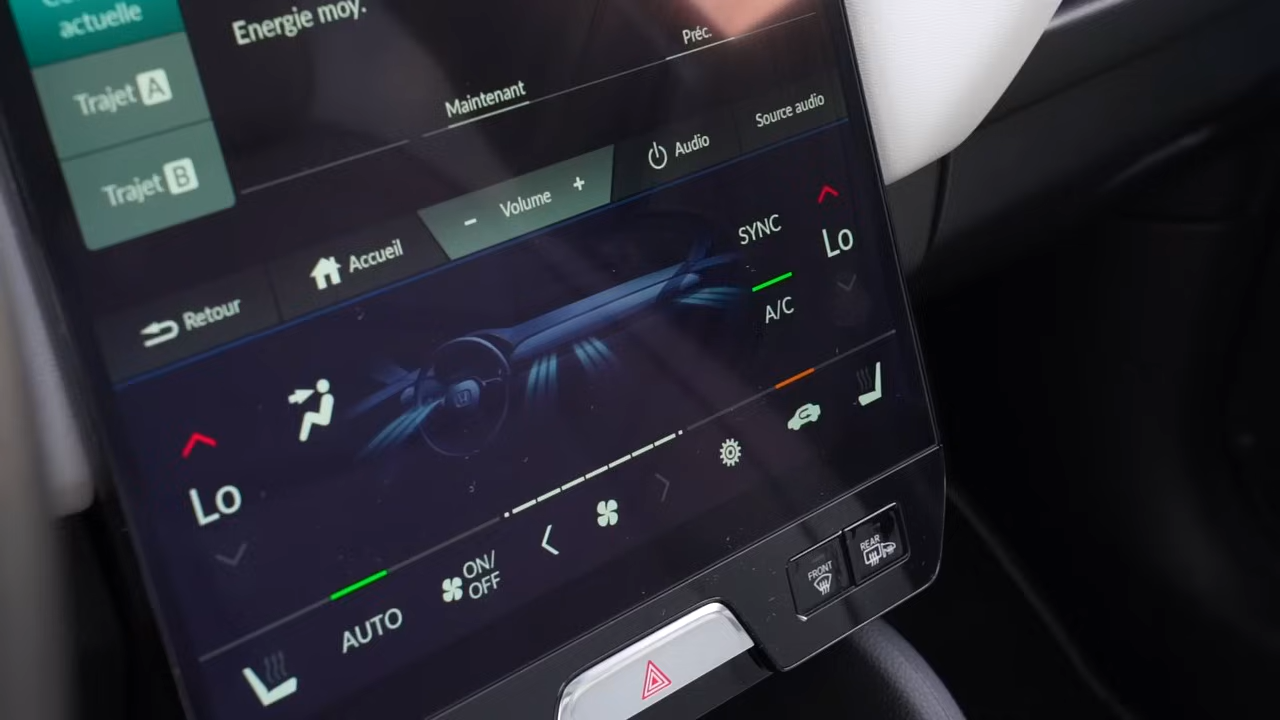 actuelle
Energie moy.
Préc.
Trajet A
Maintenant
Trajet B
Source audio
Audio
- Volume +
Accueil
Retour
SYNC
Lo
A/C
Lo
ON/
OFF
AUTO
FRONT
REAR